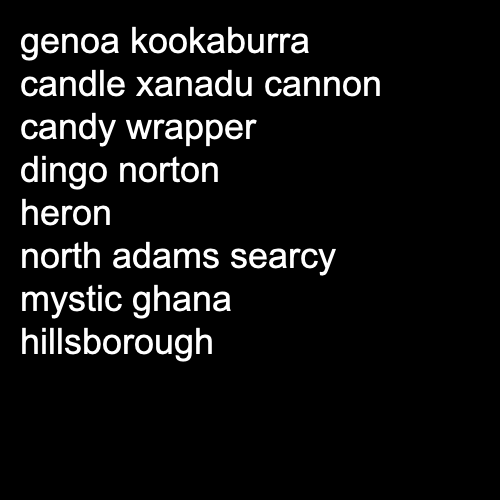 genoa kookaburra
candle xanadu cannon
candy wrapper
dingo norton
heron
north adams searcy
mystic ghana
hillsborough